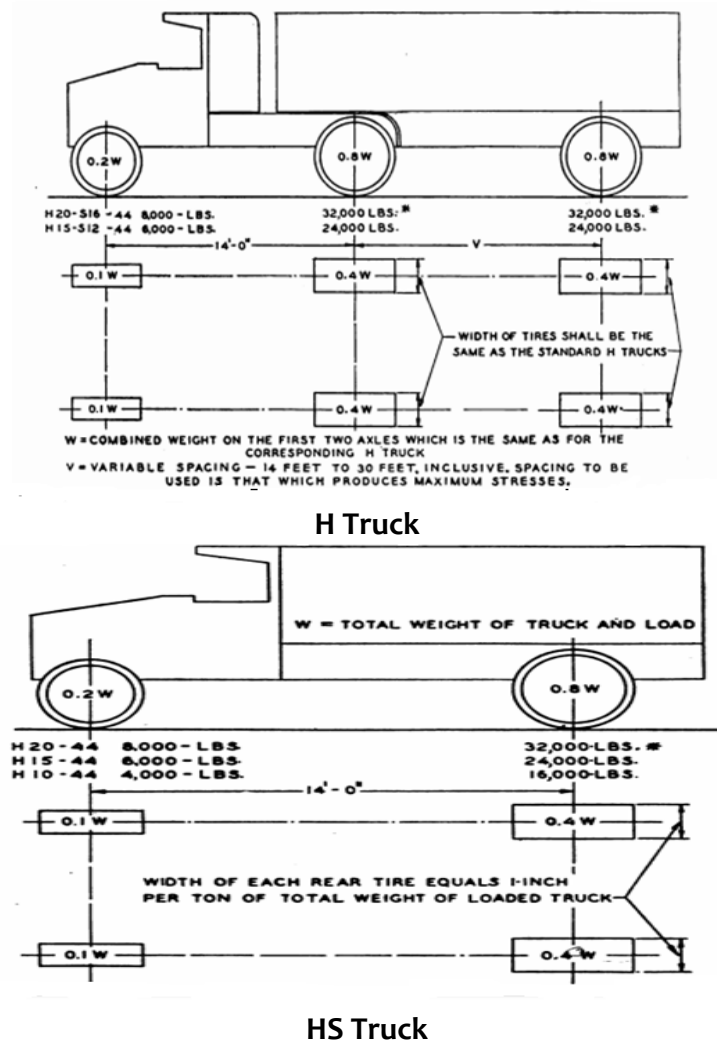 0.2W 0.8W 0.8W
H20-S16-44 8,000-LBS. 32,000 LBS.* 32,000 LBS.*
H15-S12-44 6,000-LBS. 24,000 LBS. 24,000 LBS.
14'-0" V
0.1W 0.4W 0.4W
WIDTH OF TIRES SHALL BE THE
SAME AS THE STANDARD H TRUCKS
0.1W 0.4W 0.4W
W = COMBINED WEIGHT ON THE FIRST TWO AXLES WHICH IS THE SAME AS FOR THE
CORRESPONDING H TRUCK
V = VARIABLE SPACING – 14 FEET TO 30 FEET, INCLUSIVE. SPACING TO BE
USED IS THAT WHICH PRODUCES MAXIMUM STRESSES.
H Truck
W = TOTAL WEIGHT OF TRUCK AND LOAD
0.2W 0.8W
H20-44 8,000-LBS. 32,000-LBS.*
H15-44 6,000-LBS. 24,000-LBS.
H10-44 4,000-LBS. 16,000-LBS.
14'-0"
0.1W 0.4W
WIDTH OF EACH REAR TIRE EQUALS 1-INCH
PER TON OF TOTAL WEIGHT OF LOADED TRUCK
0.1W 0.4W
HS Truck